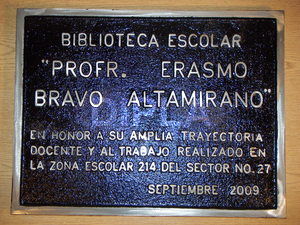 BIBLIOTECA ESCOLAR
"PROFR. ERASMO
BRAVO ALTAMIRANO"
EN HONOR A SU AMPLIA TRAYECTORIA
DOCENTE Y AL TRABAJO REALIZADO EN
LA ZONA ESCOLAR 214 DEL SECTOR NO. 27
SEPTIEMBRE 2009